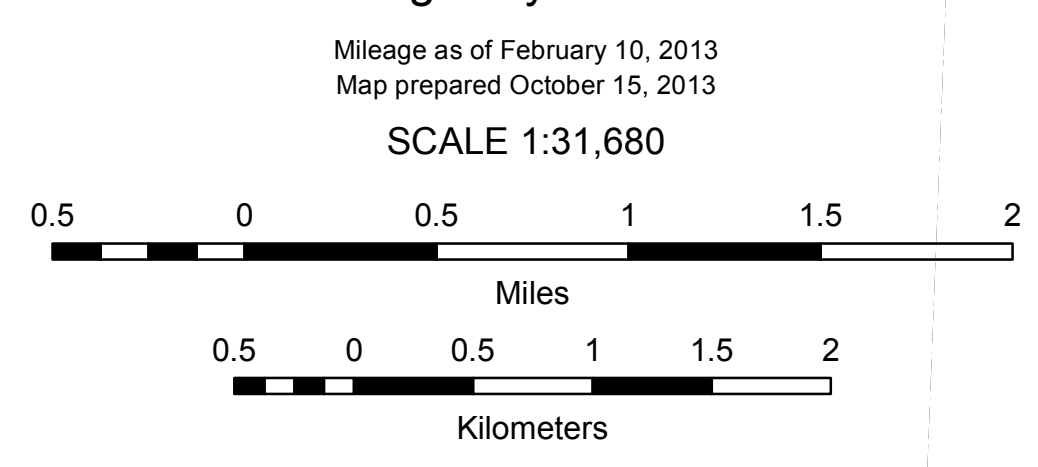 Mileage as of February 10, 2013
Map prepared October 15, 2013
SCALE 1:31,680
0.5 0 0.5 1 1.5 2
Miles
0.5 0 0.5 1 1.5 2
Kilometers